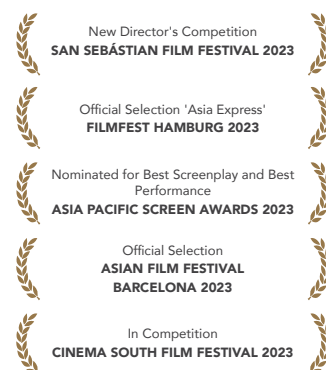 New Director's Competition
SAN SEBÁSTIAN FILM FESTIVAL 2023
Official Selection 'Asia Express'
FILMFEST HAMBURG 2023
Nominated for Best Screenplay and Best
Performance
ASIA PACIFIC SCREEN AWARDS 2023
Official Selection
ASIAN FILM FESTIVAL
BARCELONA 2023
In Competition
CINEMA SOUTH FILM FESTIVAL 2023